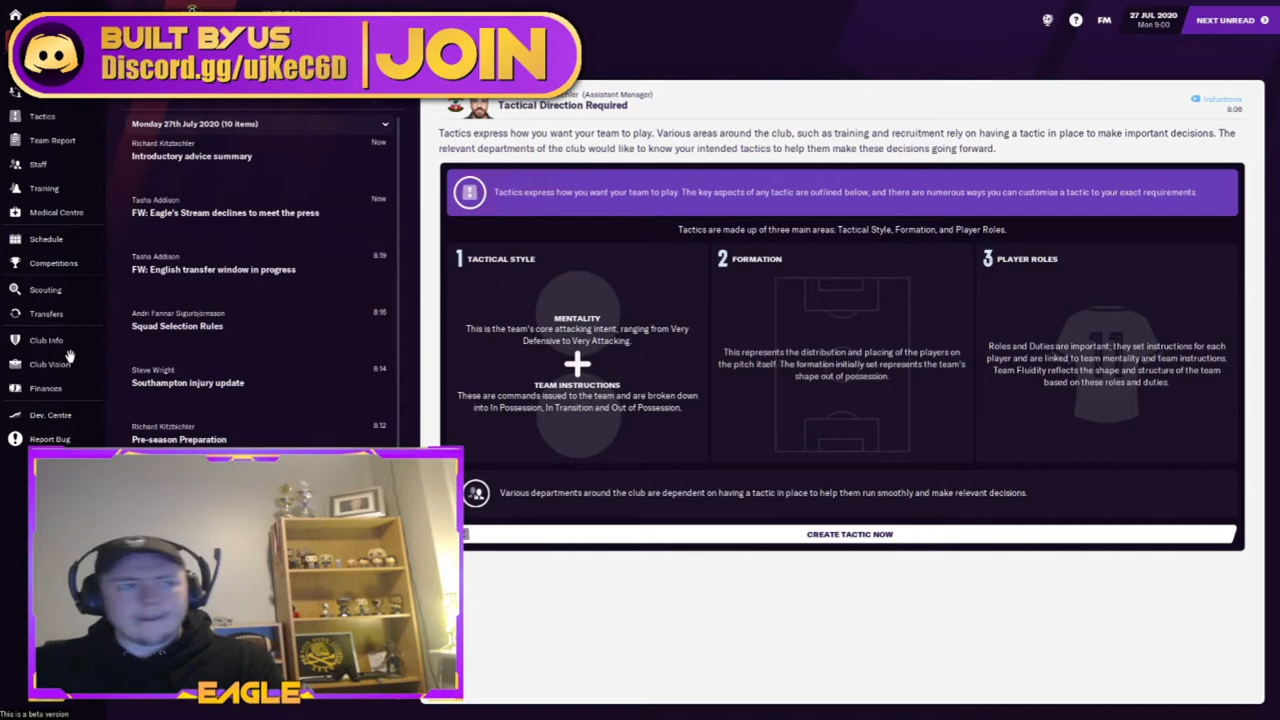 BUILT BY US
Discord.gg/ujKeC6D
JOIN
FM
27 JUL 2020
Mon 9:00
NEXT UNREAD
Tactics
Team Report
Staff
Training
Medical Centre
Schedule
Competitions
Scouting
Transfers
Club Info
Club Vision
Finances
Dev. Centre
Report Bug
Monday 27th July 2020 (10 items)
Richard Kitzbichler
Now
Introductory advice summary
Tasha Addison
Now
FW: Eagle's Stream declines to meet the press
Tasha Addison
8:19
FW: English transfer window in progress
Andri Fannar Sigurbjörnsson
8:16
Squad Selection Rules
Steve Wright
8:14
Southampton injury update
Richard Kitzbichler
8:12
Pre-season Preparation
(Assistant Manager)
Tactical Direction Required
Inductions
8:06
Tactics express how you want your team to play. Various areas around the club, such as training and recruitment rely on having a tactic in place to make important decisions. The
relevant departments of the club would like to know your intended tactics to help them make these decisions going forward.
Tactics express how you want your team to play. The key aspects of any tactic are outlined below, and there are numerous ways you can customise a tactic to your exact requirements.
Tactics are made up of three main areas: Tactical Style, Formation, and Player Roles.
1 TACTICAL STYLE
MENTALITY
This is the team's core attacking intent, ranging from Very
Defensive to Very Attacking.
TEAM INSTRUCTIONS
These are commands issued to the team and are broken down
into In Possession, In Transition and Out of Possession.
2 FORMATION
This represents the distribution and placing of the players on
the pitch itself. The formation initially set represents the team's
shape out of possession.
3 PLAYER ROLES
11
Roles and Duties are important; they set instructions for each
player and are linked to team mentality and team instructions.
Team Fluidity reflects the shape and structure of the team
based on these roles and duties.
Various departments around the club are dependent on having a tactic in place to help them run smoothly and make relevant decisions.
CREATE TACTIC NOW
EAGLE
This is a beta version